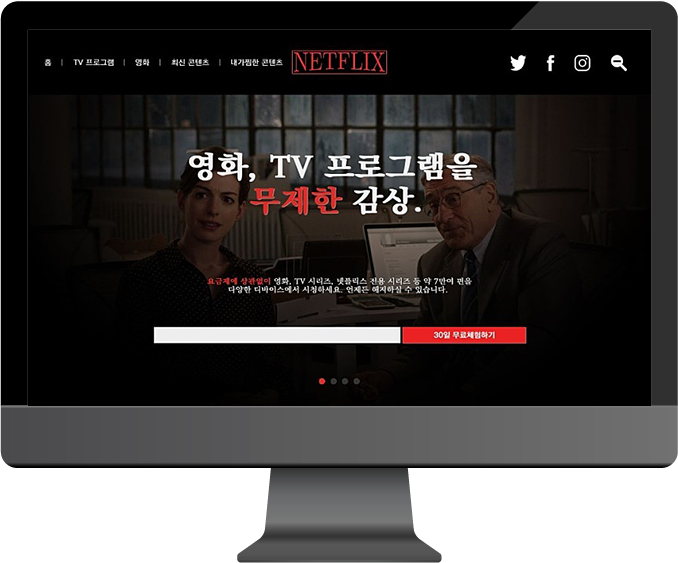 홈 | TV 프로그램 | 영화 | 최신 콘텐츠 | 내가찜한 콘텐츠 NETFLIX
영화, TV 프로그램을
무제한 감상.
요금제에 상관없이 영화, TV 시리즈, 넷플릭스 전용 시리즈 등 약 7만여 편을
다양한 디바이스에서 시청하세요. 언제든 해지하실 수 있습니다.
30일 무료체험하기